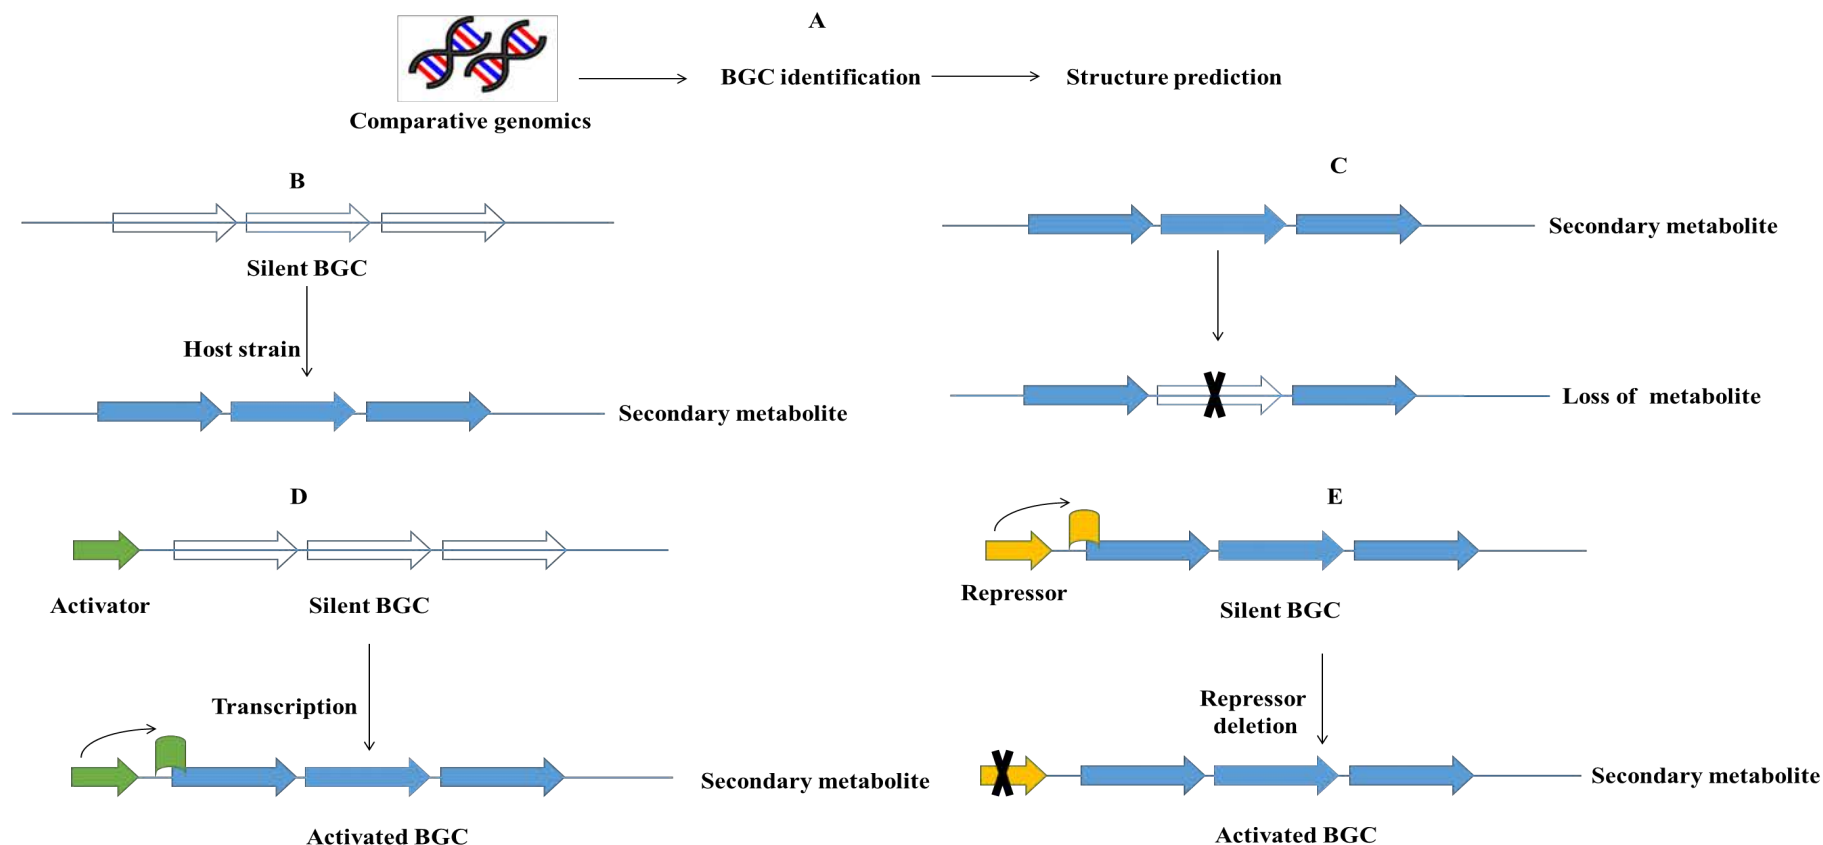 A
BGC identification
Structure prediction
Comparative genomics
B
Silent BGC
Host strain
Secondary metabolite
C
Secondary metabolite
Loss of metabolite
D
Activator
Silent BGC
Transcription
Secondary metabolite
Activated BGC
E
Repressor
Silent BGC
Repressor
deletion
Secondary metabolite
Activated BGC